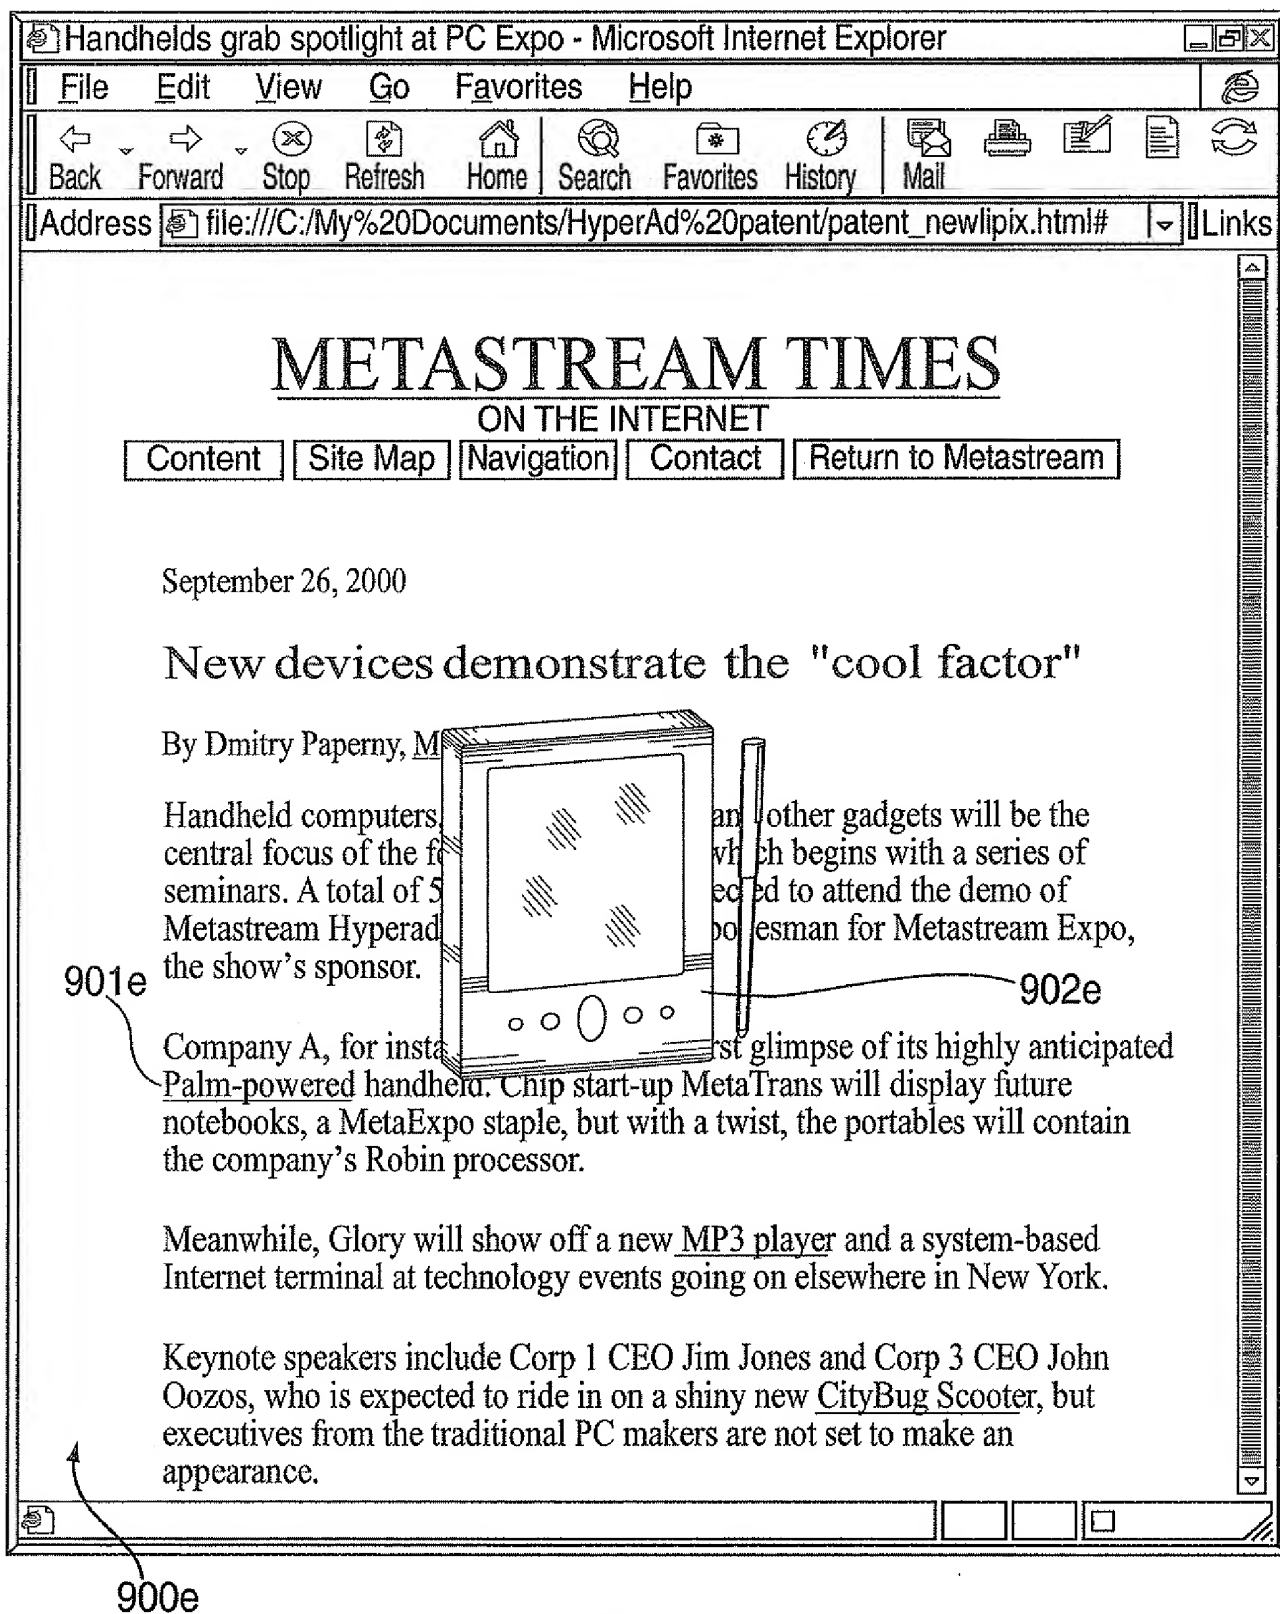 Handhelds grab spotlight at PC Expo - Microsoft Internet Explorer
File Edit View Go Favorites Help
Back Forward Stop Refresh Home Search Favorites History Mail
Address file:///C:/My%20Documents/HyperAd%20patent/patent_newlipix.html# Links
METASTREAM TIMES
ON THE INTERNET
Content Site Map Navigation Contact Return to Metastream
September 26, 2000
New devices demonstrate the "cool factor"
By Dmitry Paperny, M
Handheld computers, other gadgets will be the
central focus of the begins with a series of
seminars. A total of 5 to attend the demo of
Metastream Hyperad for Metastream Expo,
the show's sponsor.
901e
902e
Company A, for glimpse of its highly anticipated
Palm-powered handheld. Chip start-up MetaTrans will display future
notebooks, a MetaExpo staple, but with a twist, the portables will contain
the company's Robin processor.
Meanwhile, Glory will show off a new MP3 player and a system-based
Internet terminal at technology events going on elsewhere in New York.
Keynote speakers include Corp 1 CEO Jim Jones and Corp 3 CEO John
Oozos, who is expected to ride in on a shiny new CityBug Scooter, but
executives from the traditional PC makers are not set to make an
appearance.
900e